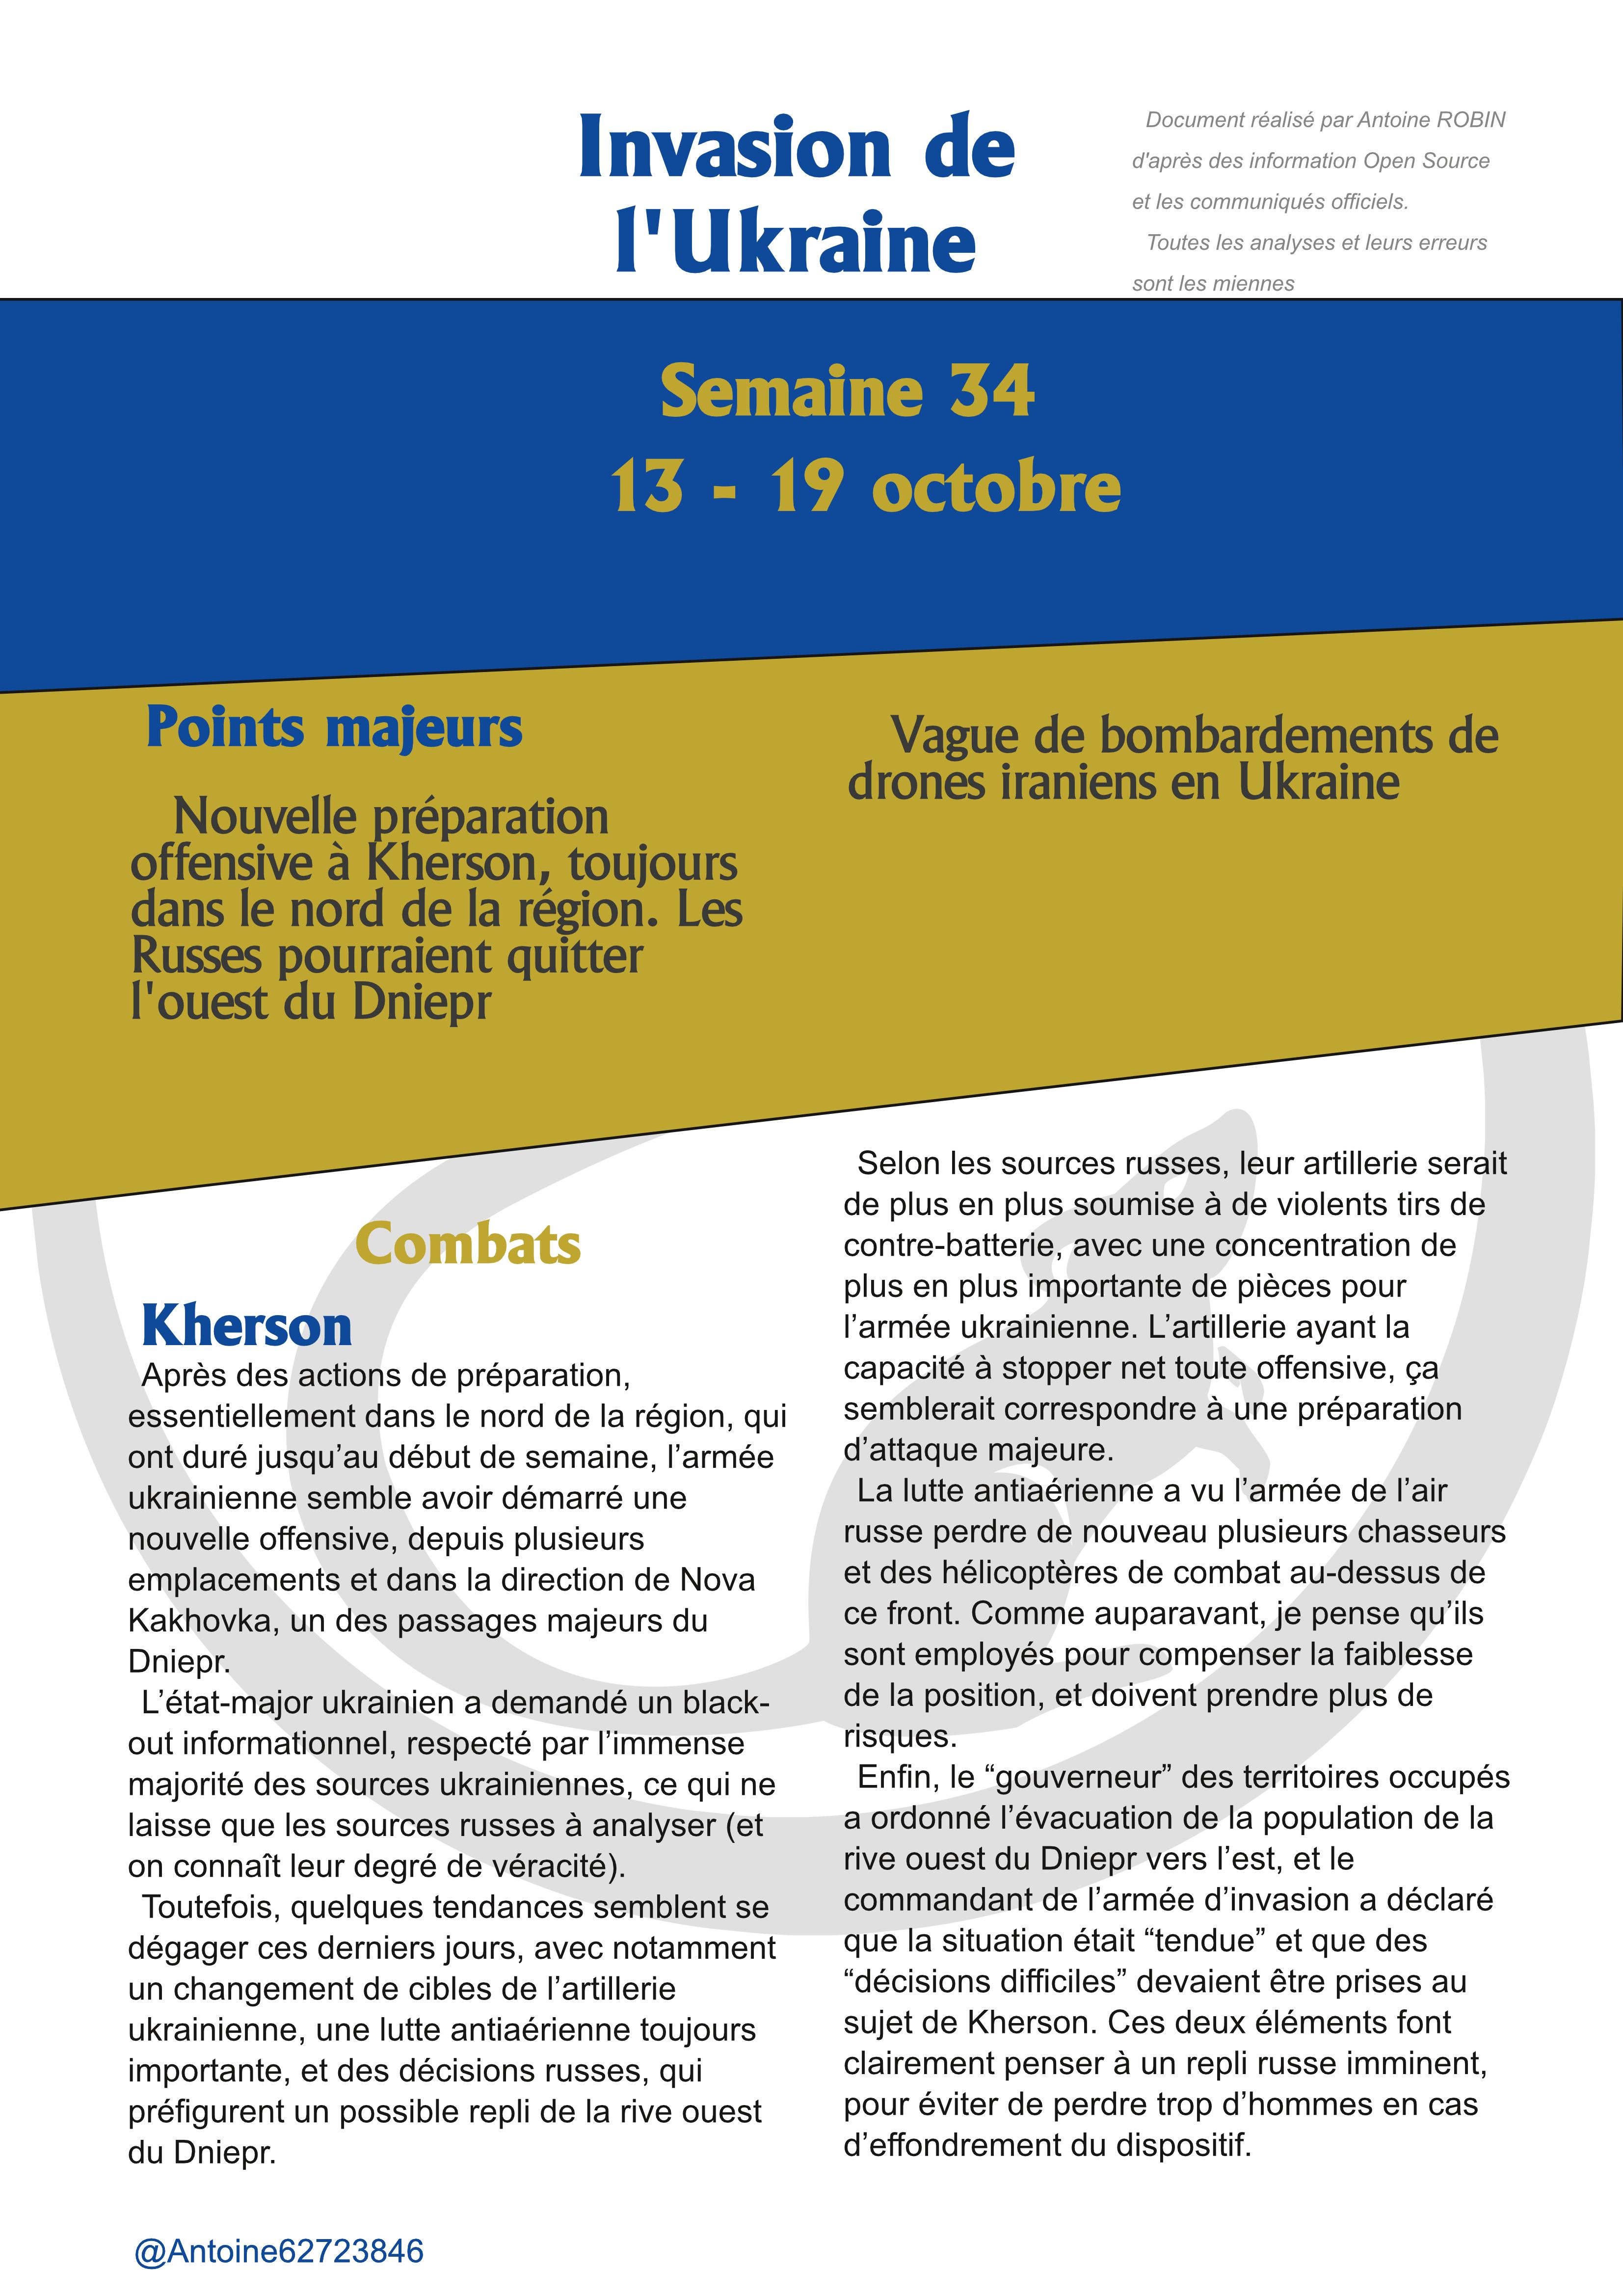 Invasion de
l'Ukraine
Document réalisé par Antoine ROBIN
d'après des information Open Source
et les communiqués officiels.
Toutes les analyses et leurs erreurs
sont les miennes
Semaine 34
13 - 19 octobre
Points majeurs
Nouvelle préparation
offensive à Kherson, toujours
dans le nord de la région. Les
Russes pourraient quitter
l'ouest du Dniepr
Vague de bombardements de
drones iraniens en Ukraine
Combats
Kherson
Après des actions de préparation,
essentiellement dans le nord de la région, qui
ont duré jusqu’au début de semaine, l’armée
ukrainienne semble avoir démarré une
nouvelle offensive, depuis plusieurs
emplacements et dans la direction de Nova
Kakhovka, un des passages majeurs du
Dniepr.
L’état-major ukrainien a demandé un black-
out informationnel, respecté par l’immense
majorité des sources ukrainiennes, ce qui ne
laisse que les sources russes à analyser (et
on connaît leur degré de véracité).
Toutefois, quelques tendances semblent se
dégager ces derniers jours, avec notamment
un changement de cibles de l’artillerie
ukrainienne, une lutte antiaérienne toujours
importante, et des décisions russes, qui
préfigurent un possible repli de la rive ouest
du Dniepr.
Selon les sources russes, leur artillerie serait
de plus en plus soumise à de violents tirs de
contre-batterie, avec une concentration de
plus en plus importante de pièces pour
l’armée ukrainienne. L’artillerie ayant la
capacité à stopper net toute offensive, ça
semblerait correspondre à une préparation
d’attaque majeure.
La lutte antiaérienne a vu l’armée de l’air
russe perdre de nouveau plusieurs chasseurs
et des hélicoptères de combat au-dessus de
ce front. Comme auparavant, je pense qu’ils
sont employés pour compenser la faiblesse
de la position, et doivent prendre plus de
risques.
Enfin, le “gouverneur” des territoires occupés
a ordonné l’évacuation de la population de la
rive ouest du Dniepr vers l’est, et le
commandant de l’armée d’invasion a déclaré
que la situation était “tendue” et que des
“décisions difficiles” devaient être prises au
sujet de Kherson. Ces deux éléments font
clairement penser à un repli russe imminent,
pour éviter de perdre trop d’hommes en cas
d’effondrement du dispositif.
@Antoine62723846